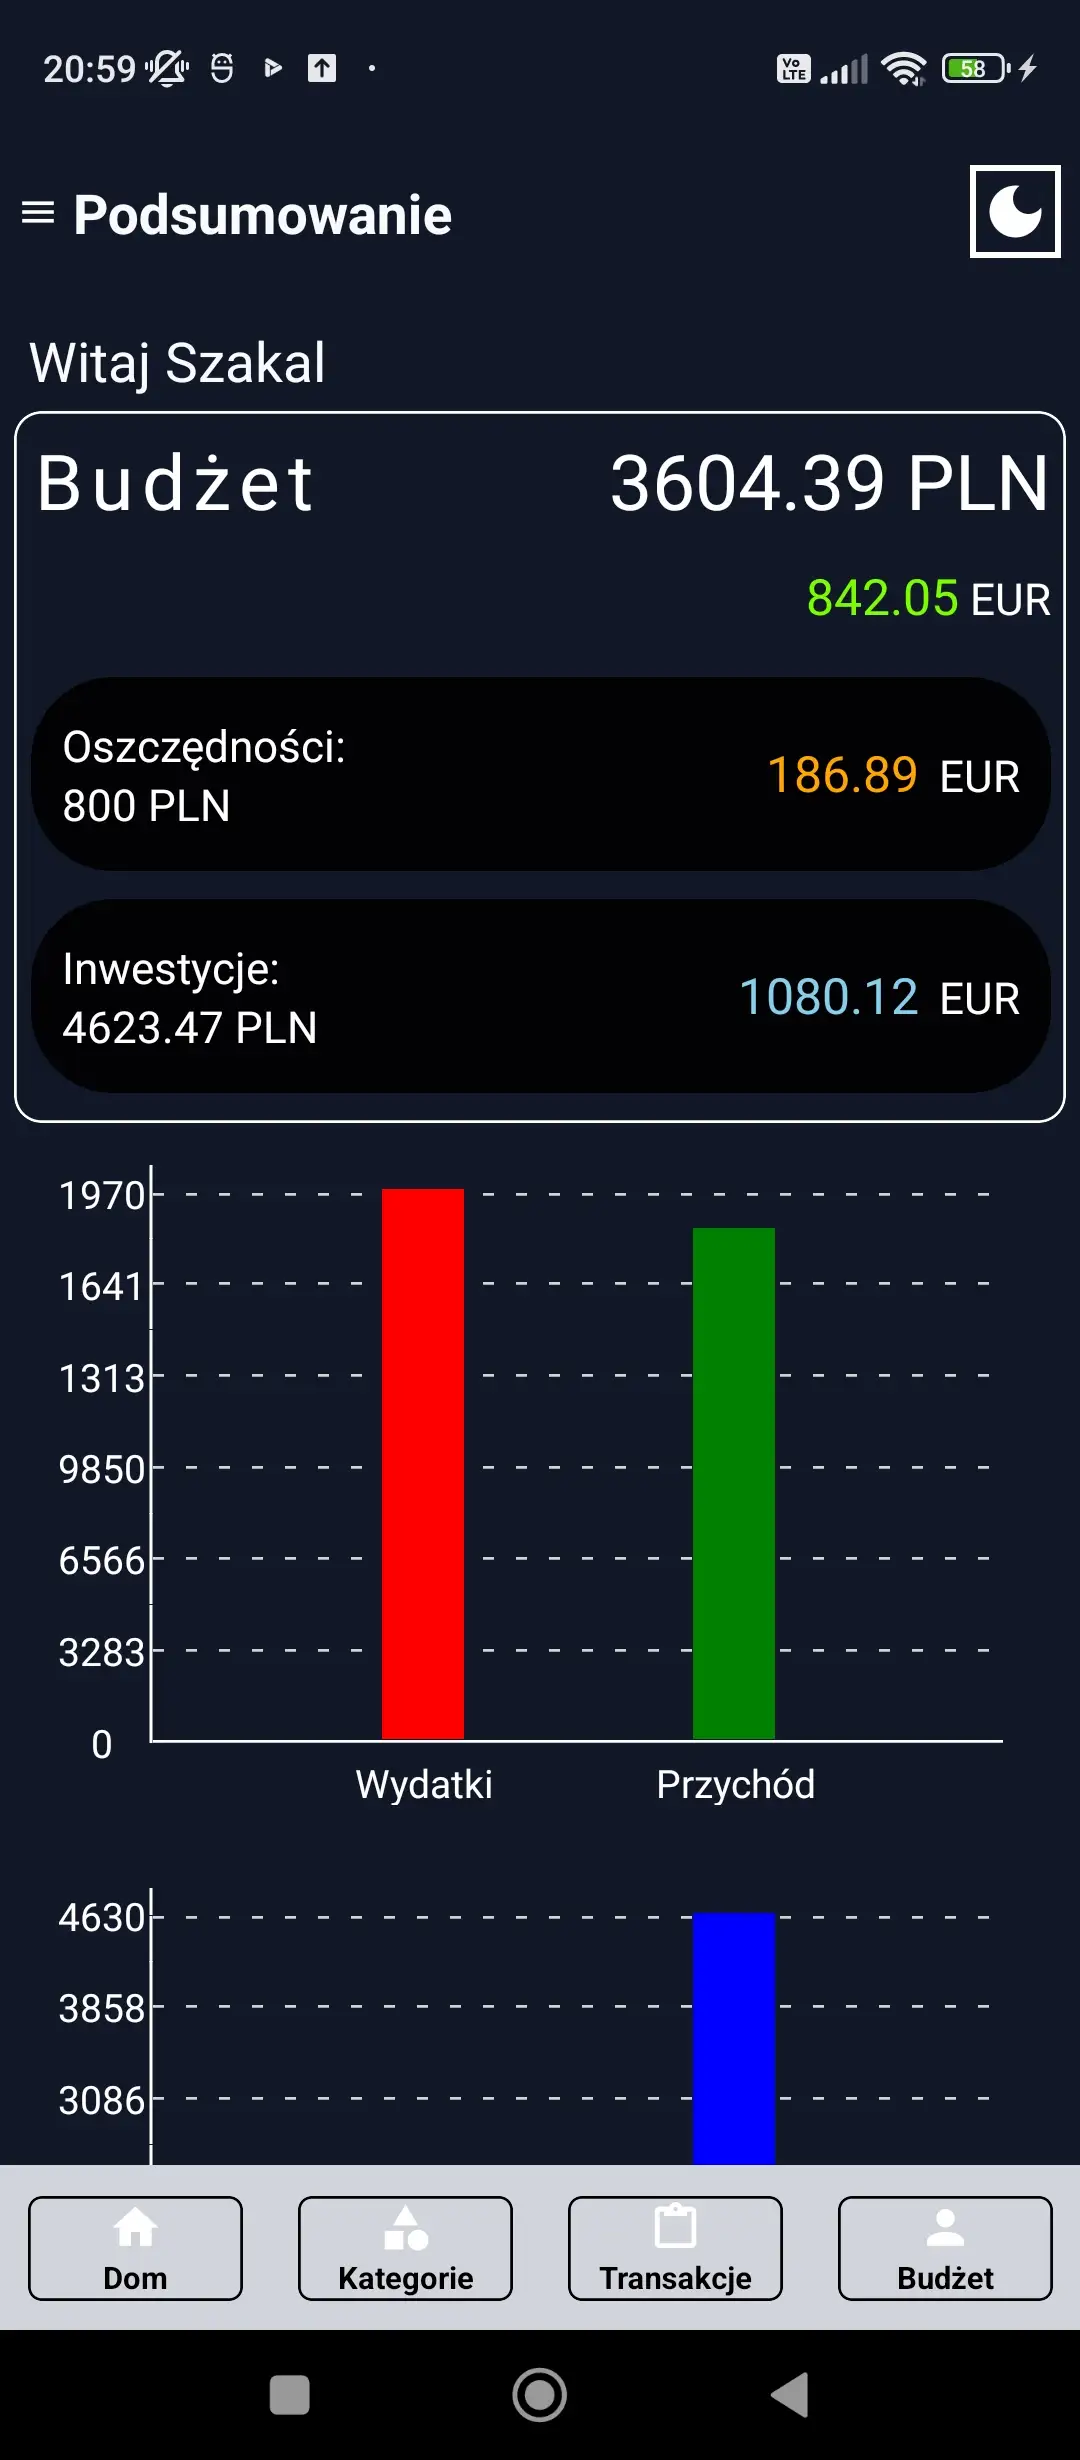 20:59 Vo LTE 58
Podsumowanie
Witaj Szakal
Budżet 3604.39 PLN
842.05 EUR
Oszczędności:
800 PLN
186.89 EUR
Inwestycje:
4623.47 PLN
1080.12 EUR
1970
1641
1313
9850
6566
3283
0
Wydatki Przychód
4630
3858
3086
Dom Kategorie Transakcje Budżet